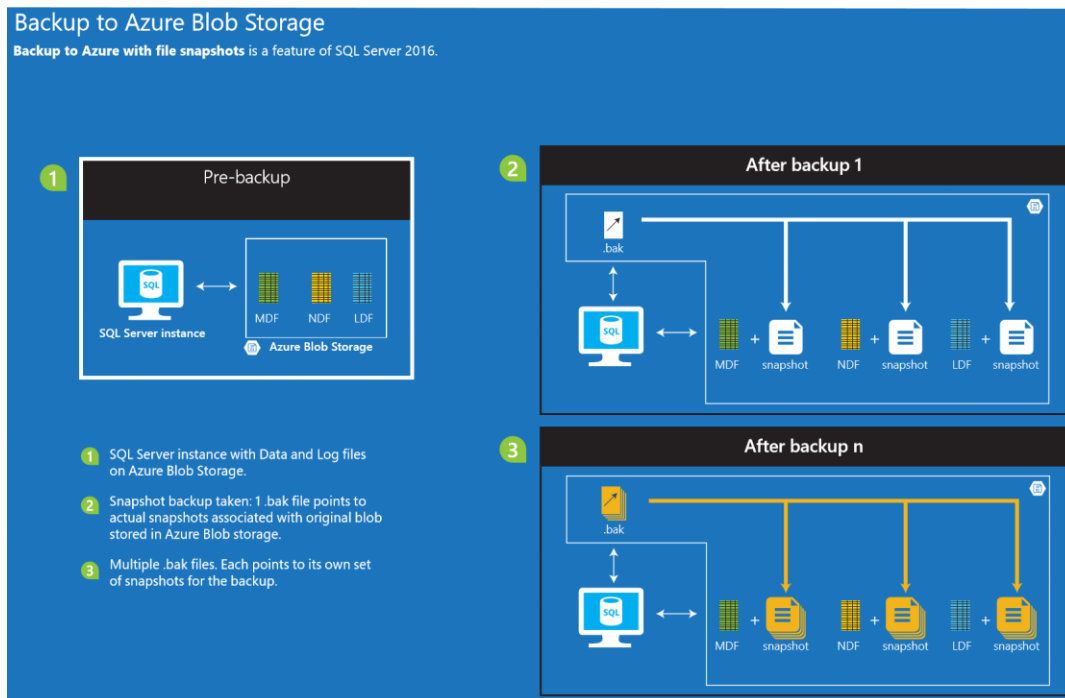 Backup to Azure Blob Storage
Backup to Azure with file snapshots is a feature of SQL Server 2016.
1
Pre-backup
SQL
SQL Server instance
MDF NDF LDF
Azure Blob Storage
2
After backup 1
.bak
SQL
MDF + snapshot NDF + snapshot LDF + snapshot
1 SQL Server instance with Data and Log files
on Azure Blob Storage.
2 Snapshot backup taken: 1 .bak file points to
actual snapshots associated with original blob
stored in Azure Blob storage.
3 Multiple .bak files. Each points to its own set
of snapshots for the backup.
3
After backup n
.bak
SQL
MDF + snapshot NDF + snapshot LDF + snapshot